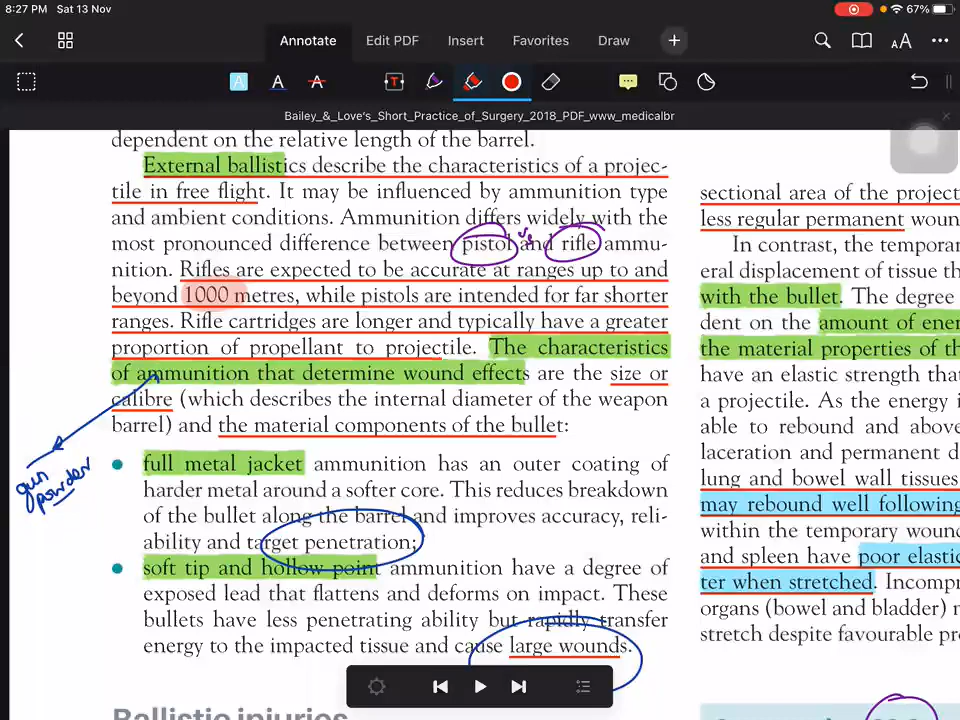 8:27 PM Sat 13 Nov
67%
Annotate Edit PDF Insert Favorites Draw
AA
A A A T
Bailey_&_Love's_Short_Practice_of_Surgery_2018_PDF_www_medicalbr
dependent on the relative length of the barrel.
External ballistics describe the characteristics of a projec-
tile in free flight. It may be influenced by ammunition type
and ambient conditions. Ammunition differs widely with the
most pronounced difference between pistol and rifle ammu-
vs
nition. Rifles are expected to be accurate at ranges up to and
beyond 1000 metres, while pistols are intended for far shorter
ranges. Rifle cartridges are longer and typically have a greater
proportion of propellant to projectile. The characteristics
of ammunition that determine wound effects are the size or
calibre (which describes the internal diameter of the weapon
barrel) and the material components of the bullet:
gun
powder
full metal jacket ammunition has an outer coating of
harder metal around a softer core. This reduces breakdown
of the bullet along the barrel and improves accuracy, reli-
ability and target penetration;
soft tip and hollow point ammunition have a degree of
exposed lead that flattens and deforms on impact. These
bullets have less penetrating ability but rapidly transfer
energy to the impacted tissue and cause large wounds.
Ballistic injuries
sectional area of the project
less regular permanent woun
In contrast, the temporar
eral displacement of tissue th
with the bullet. The degree
dent on the amount of ener
the material properties of th
have an elastic strength that
a projectile. As the energy i
able to rebound and above
laceration and permanent d
lung and bowel wall tissues
may rebound well following
within the temporary woun
and spleen have poor elastic
ter when stretched. Incompr
organs (bowel and bladder) m
stretch despite favourable pro